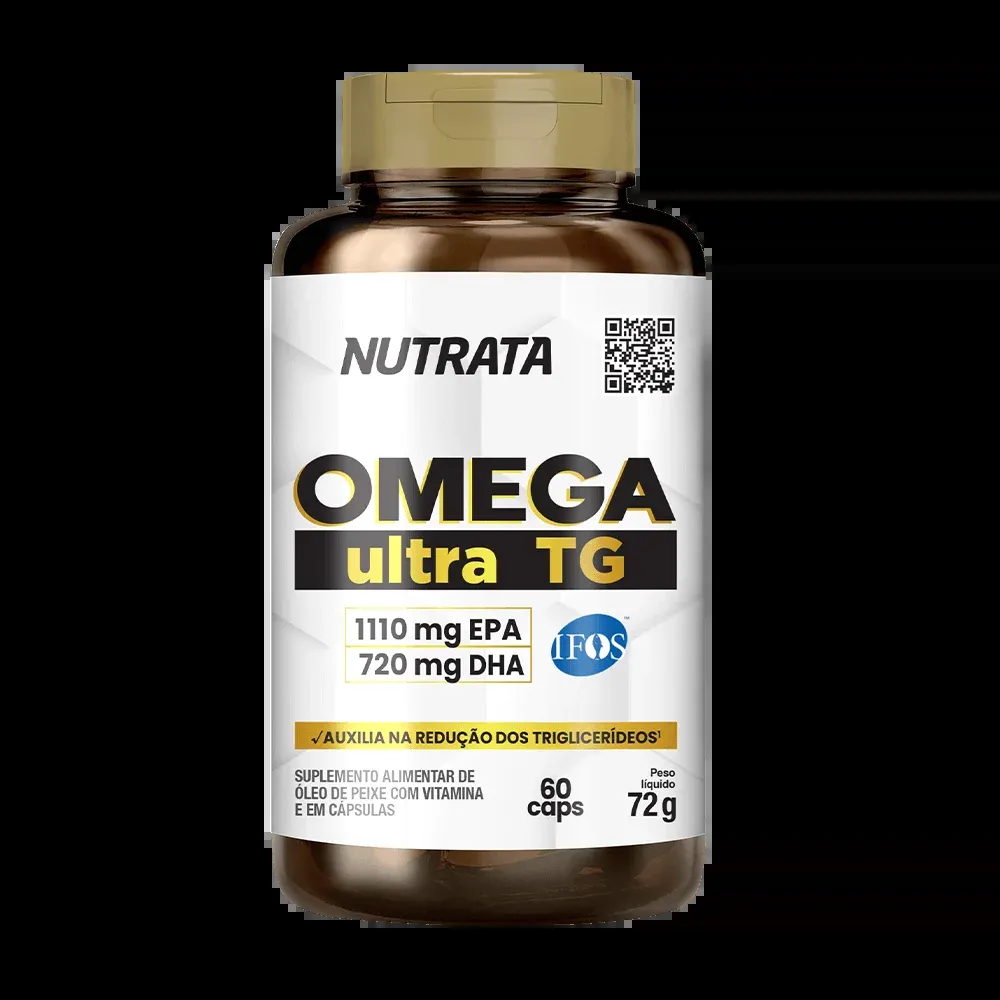 NUTRATA
OMEGA
ultra TG
1110 mg EPA
720 mg DHA
IFOS™
√AUXILIA NA REDUÇÃO DOS TRIGLICERÍDEOS¹
SUPLEMENTO ALIMENTAR DE
ÓLEO DE PEIXE COM VITAMINA
E EM CÁPSULAS
60
caps
Peso
líquido
72g